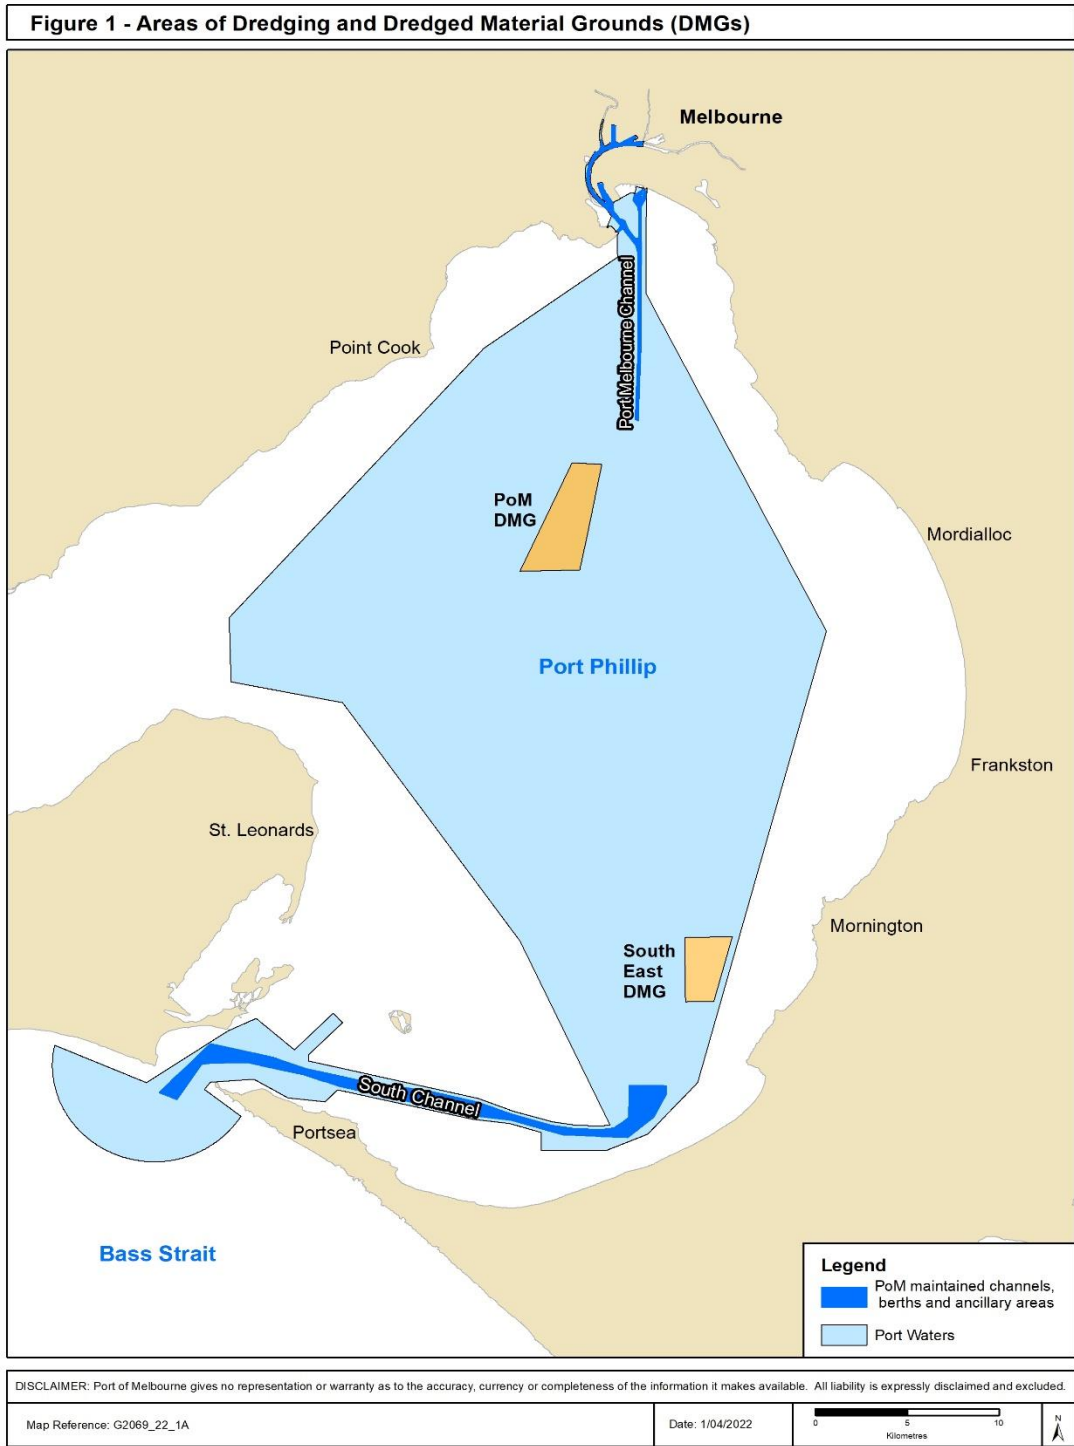 Figure 1 - Areas of Dredging and Dredged Material Grounds (DMGs)
Melbourne
Port Melbourne Channel
Point Cook
PoM
DMG
Mordialloc
Port Phillip
Frankston
St. Leonards
Mornington
South
East
DMG
South Channel
Portsea
Bass Strait
Legend
PoM maintained channels,
berths and ancillary areas
Port Waters
DISCLAIMER: Port of Melbourne gives no representation or warranty as to the accuracy, currency or completeness of the information it makes available. All liability is expressly disclaimed and excluded.
Map Reference: G2069_22_1A
Date: 1/04/2022
0 5 10
Kilometres
N